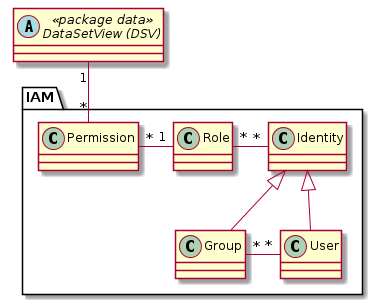 A «package data»
DataSetView (DSV)
1
IAM
*
C Permission * 1 C Role * * C Identity
C Group * * C User